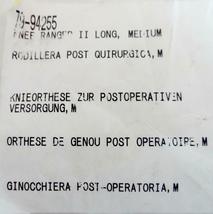 79-94255
KNEE RANGER II LONG, MEDIUM
RODILLERA POST QUIRURGICA, M
KNIEORTHESE ZUR POSTOPERATIVEN
VERSORGUNG, M
ORTHESE DE GENOU POST OPERATOIRE, M
GINOCCHIERA POST-OPERATORIA, M